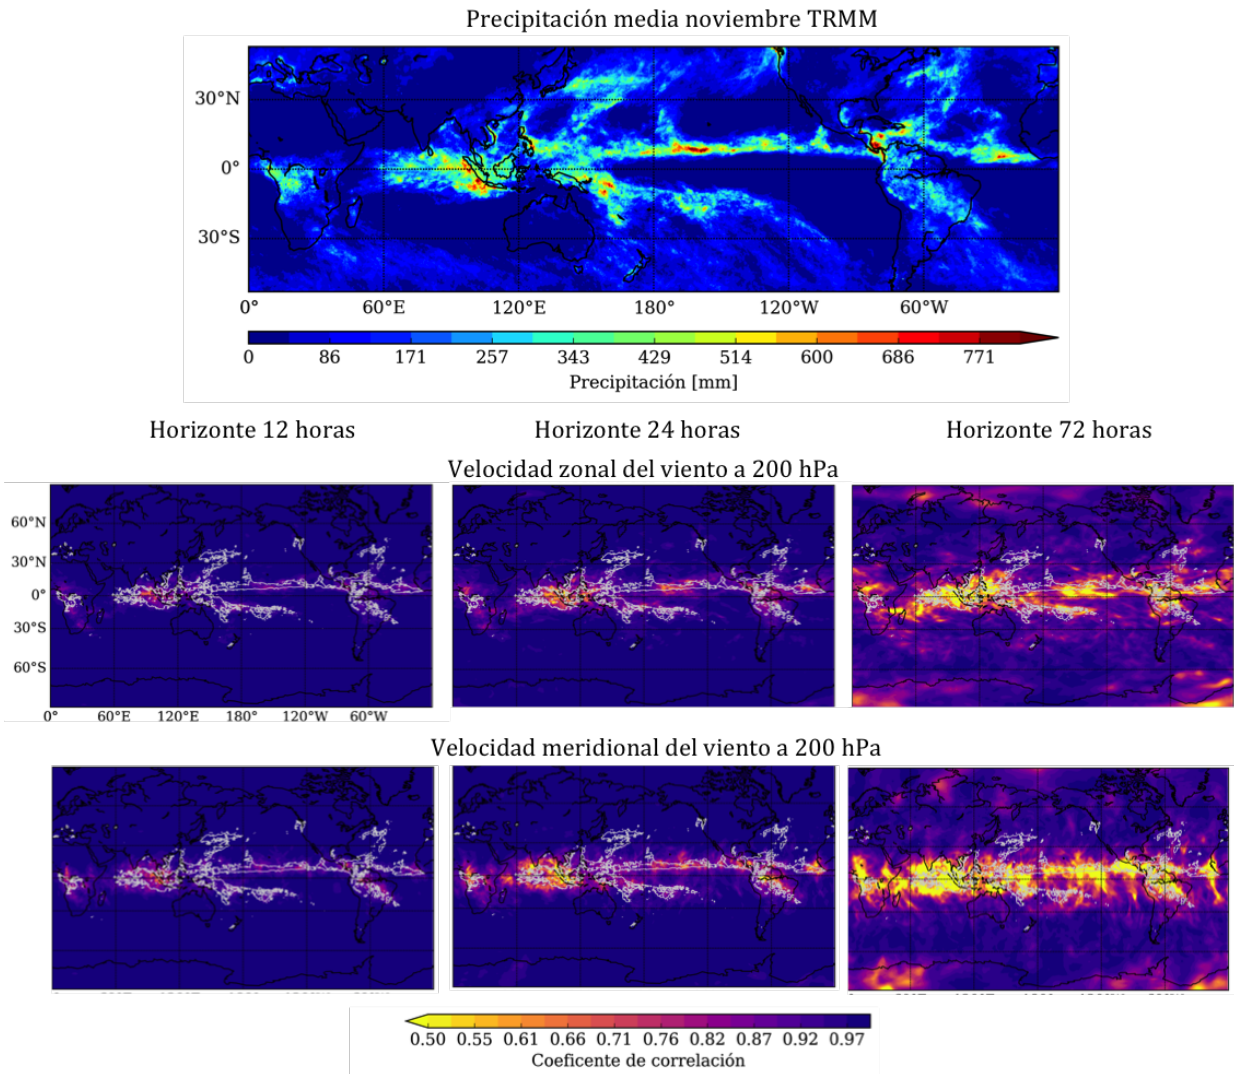 Precipitación media noviembre TRMM
30°N
0°
30°S
0° 60°E 120°E 180° 120°W 60°W
0 86 171 257 343 429 514 600 686 771
Precipitación [mm]
Horizonte 12 horas Horizonte 24 horas Horizonte 72 horas
Velocidad zonal del viento a 200 hPa
60°N
30°N
0°
30°S
60°S
0° 60°E 120°E 180° 120°W 60°W
Velocidad meridional del viento a 200 hPa
0.50 0.55 0.61 0.66 0.71 0.76 0.82 0.87 0.92 0.97
Coeficente de correlación